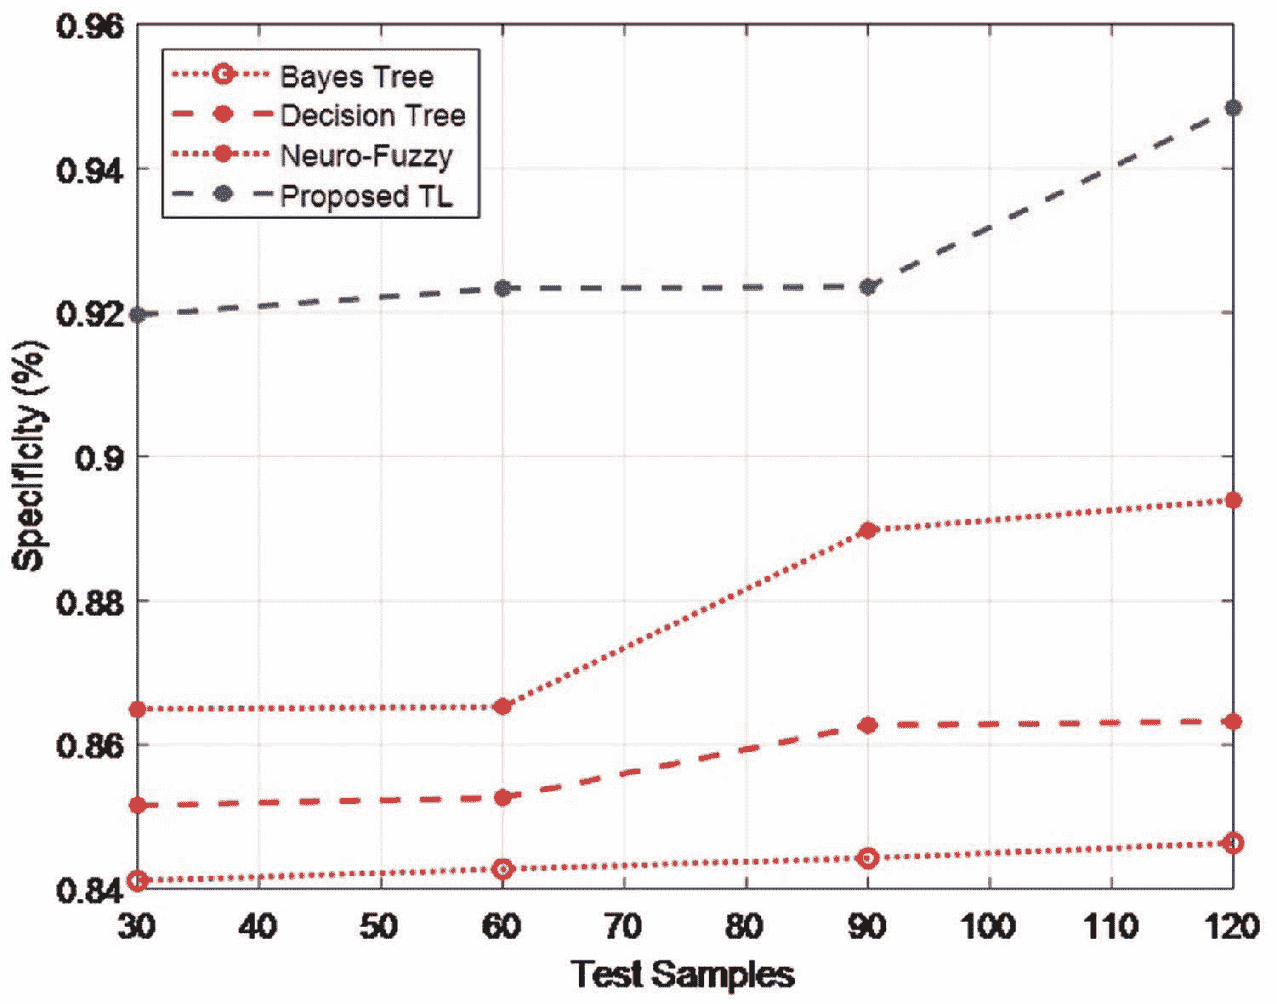 0.96
0.94
0.92
0.9
0.88
0.86
0.84
Specificity (%)
Bayes Tree
Decision Tree
Neuro-Fuzzy
Proposed TL
30 40 50 60 70 80 90 100 110 120
Test Samples